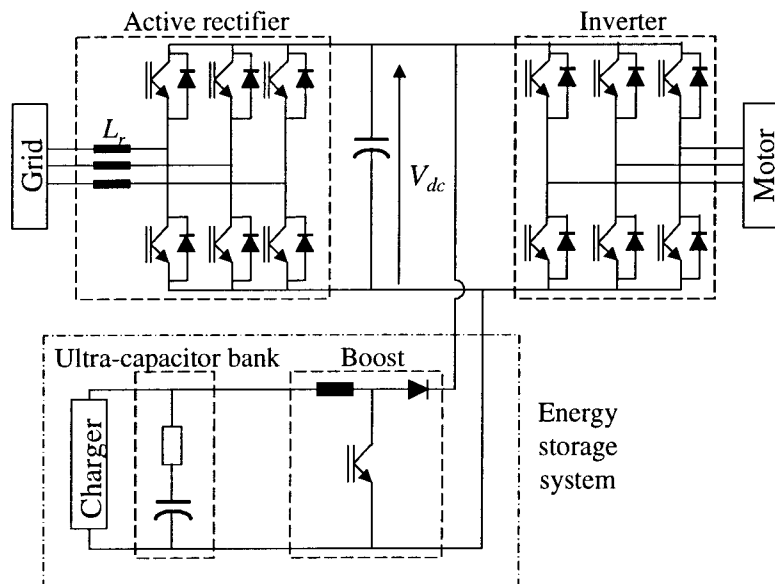 Active rectifier
Inverter
Grid
L_r
V_dc
Motor
Ultra-capacitor bank
Boost
Charger
Energy
storage
system